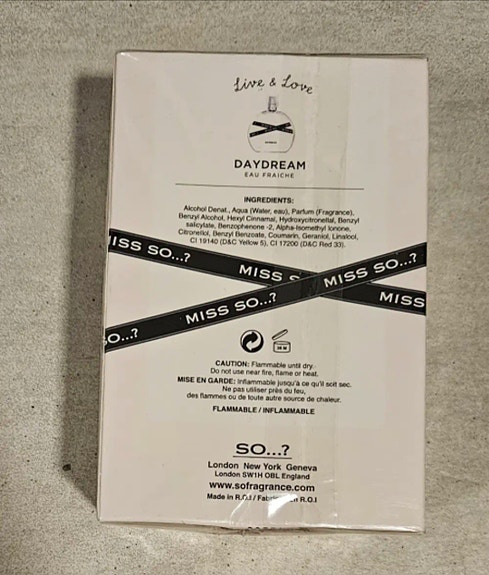 Live & Love
DAYDREAM
EAU FRAICHE
INGREDIENTS:
Alcohol Denat., Aqua (Water, eau), Parfum (Fragrance),
Benzyl Alcohol, Hexyl Cinnamal, Hydroxycitronellal, Benzyl
salicylate, Benzophenone -2, Alpha-Isomethyl Ionone,
Citronellol, Benzyl Benzoate, Coumarin, Geraniol, Linalool,
CI 19140 (D&C Yellow 5), CI 17200 (D&C Red 33).
ISS SO...?
MISS S
MISS SO...?
MISS
MISS SO...?
O...?
CAUTION: Flammable until dry.
Do not use near fire, flame or heat.
MISE EN GARDE: Inflammable jusqu'à ce qu'il soit sec.
Ne pas utiliser près du feu,
des flammes ou de toute autre source de chaleur.
FLAMMABLE / INFLAMMABLE
SO...?
London New York Geneva
London SW1H OBL England
www.sofragrance.com
Made in R.O.I / Fabri en R.O.I